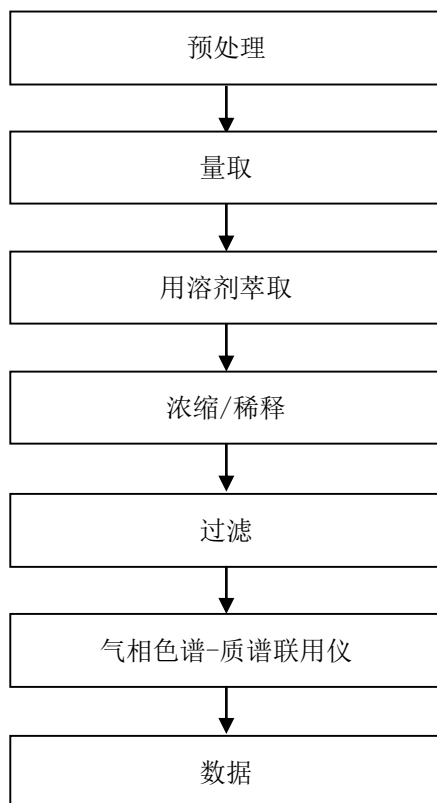 预处理
量取
用溶剂萃取
浓缩/稀释
过滤
气相色谱-质谱联用仪
数据